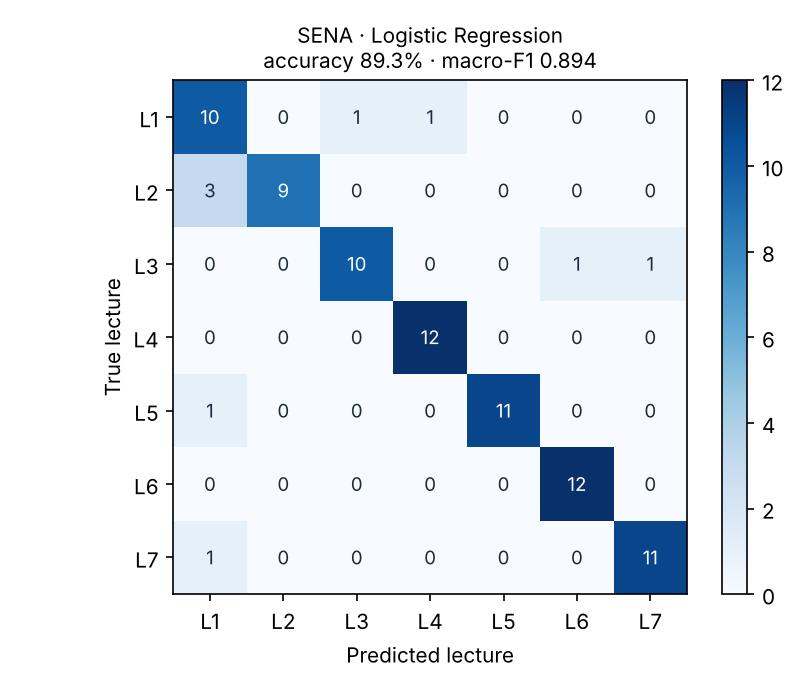 SENA · Logistic Regression
accuracy 89.3% · macro-F1 0.894
L1 10 0 1 1 0 0 0
L2 3 9 0 0 0 0 0
L3 0 0 10 0 0 1 1
L4 0 0 0 12 0 0 0
L5 1 0 0 0 11 0 0
L6 0 0 0 0 0 12 0
L7 1 0 0 0 0 0 11
L1 L2 L3 L4 L5 L6 L7
Predicted lecture
True lecture
12
10
8
6
4
2
0